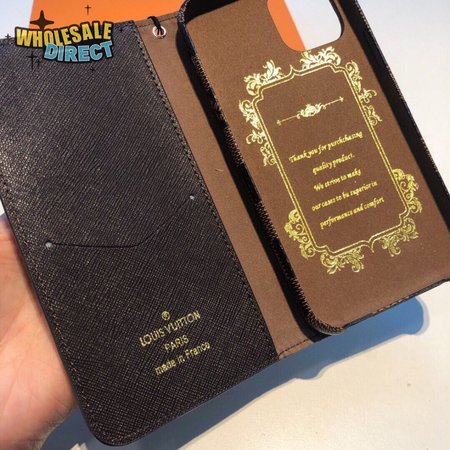 WHOLESALE
DIRECT
Thank you for purchchasing
quality product.
We strive to make
our cases to be superior in
performance and comfort
LOUIS VUITTON
PARIS
made in France